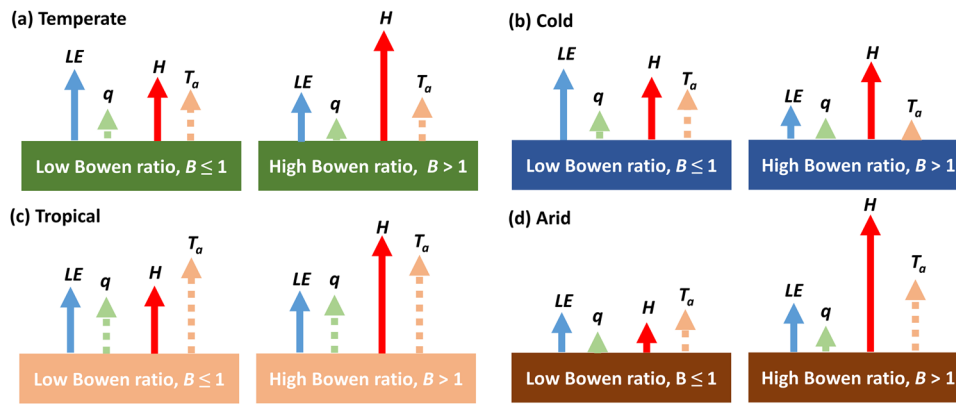 (a) Temperate
LE
q
H
Tₐ
Low Bowen ratio, B ≤ 1
LE
q
H
Tₐ
High Bowen ratio, B > 1
(b) Cold
LE
q
H
Tₐ
Low Bowen ratio, B ≤ 1
LE
q
H
Tₐ
High Bowen ratio, B > 1
(c) Tropical
LE
q
H
Tₐ
Low Bowen ratio, B ≤ 1
LE
q
H
Tₐ
High Bowen ratio, B > 1
(d) Arid
LE
q
H
Tₐ
Low Bowen ratio, B ≤ 1
LE
q
H
Tₐ
High Bowen ratio, B > 1